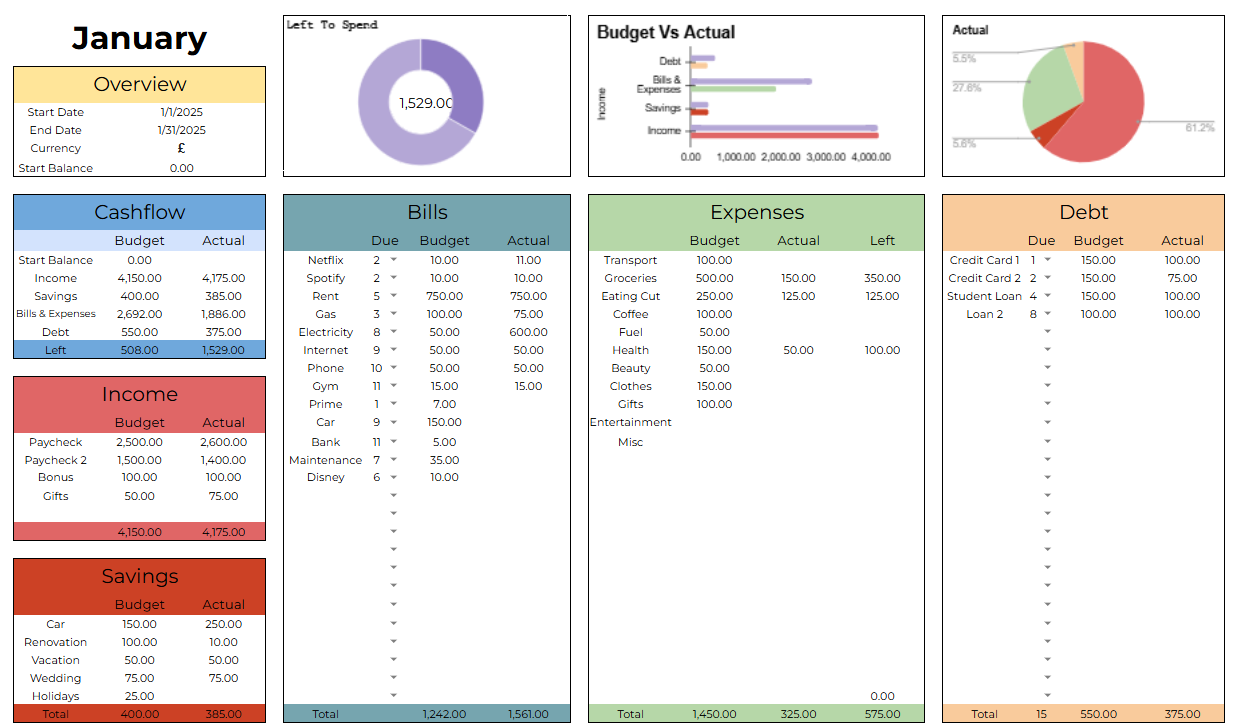 January
Overview
Start Date 1/1/2025
End Date 1/31/2025
Currency £
Start Balance 0.00
Left To Spend
1,529.00
Budget Vs Actual
Income
Debt
Bills &
Expenses
Savings
Income
0.00 1,000.00 2,000.00 3,000.00 4,000.00
Actual
5.5%
27.6%
5.6%
61.2%
Cashflow
Budget Actual
Start Balance 0.00
Income 4,150.00 4,175.00
Savings 400.00 385.00
Bills & Expenses 2,692.00 1,886.00
Debt 550.00 375.00
Left 508.00 1,529.00
Income
Budget Actual
Paycheck 2,500.00 2,600.00
Paycheck 2 1,500.00 1,400.00
Bonus 100.00 100.00
Gifts 50.00 75.00
4,150.00 4,175.00
Savings
Budget Actual
Car 150.00 250.00
Renovation 100.00 10.00
Vacation 50.00 50.00
Wedding 75.00 75.00
Holidays 25.00
Total 400.00 385.00
Bills
Due Budget Actual
Netflix 2 10.00 11.00
Spotify 2 10.00 10.00
Rent 5 750.00 750.00
Gas 3 100.00 75.00
Electricity 8 50.00 600.00
Internet 9 50.00 50.00
Phone 10 50.00 50.00
Gym 11 15.00 15.00
Prime 1 7.00
Car 9 150.00
Bank 11 5.00
Maintenance 7 35.00
Disney 6 10.00
Total 1,242.00 1,561.00
Expenses
Budget Actual Left
Transport 100.00
Groceries 500.00 150.00 350.00
Eating Out 250.00 125.00 125.00
Coffee 100.00
Fuel 50.00
Health 150.00 50.00 100.00
Beauty 50.00
Clothes 150.00
Gifts 100.00
Entertainment
Misc
0.00
Total 1,450.00 325.00 575.00
Debt
Due Budget Actual
Credit Card 1 1 150.00 100.00
Credit Card 2 2 150.00 75.00
Student Loan 4 150.00 100.00
Loan 2 8 100.00 100.00
Total 15 550.00 375.00